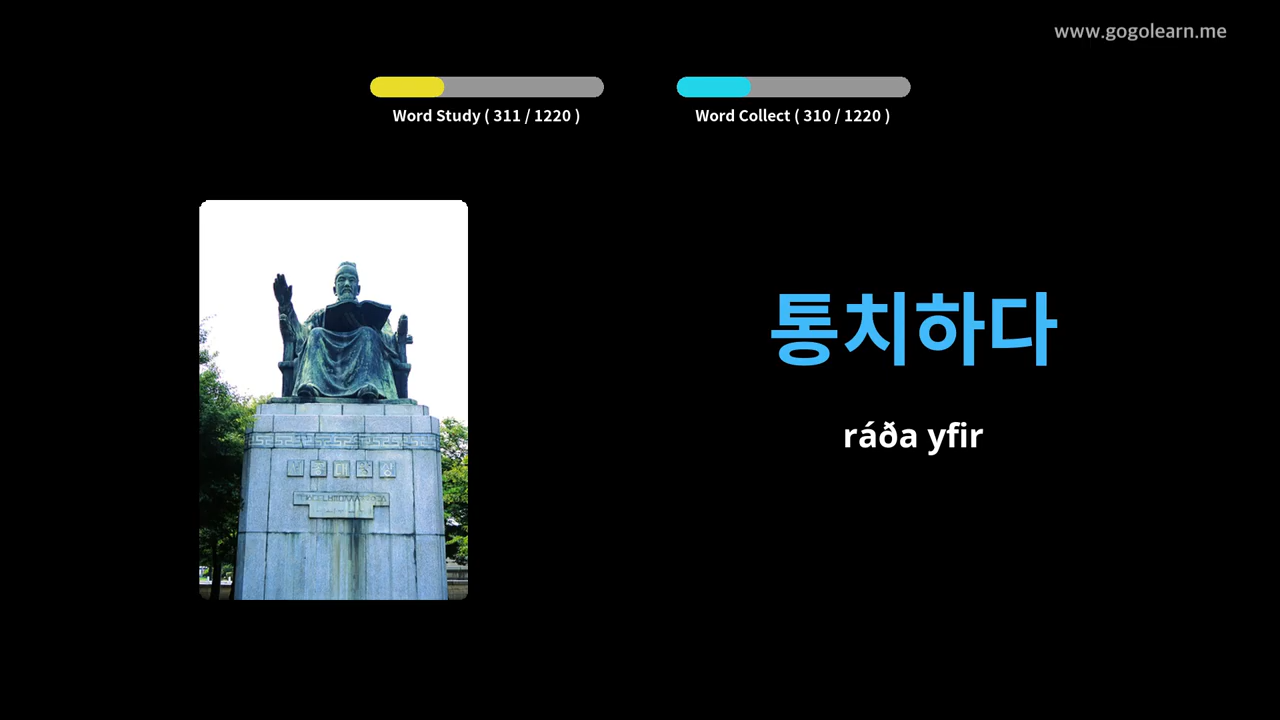 www.gogolearn.me
Word Study ( 311 / 1220 )
Word Collect ( 310 / 1220 )
통치하다
ráða yfir